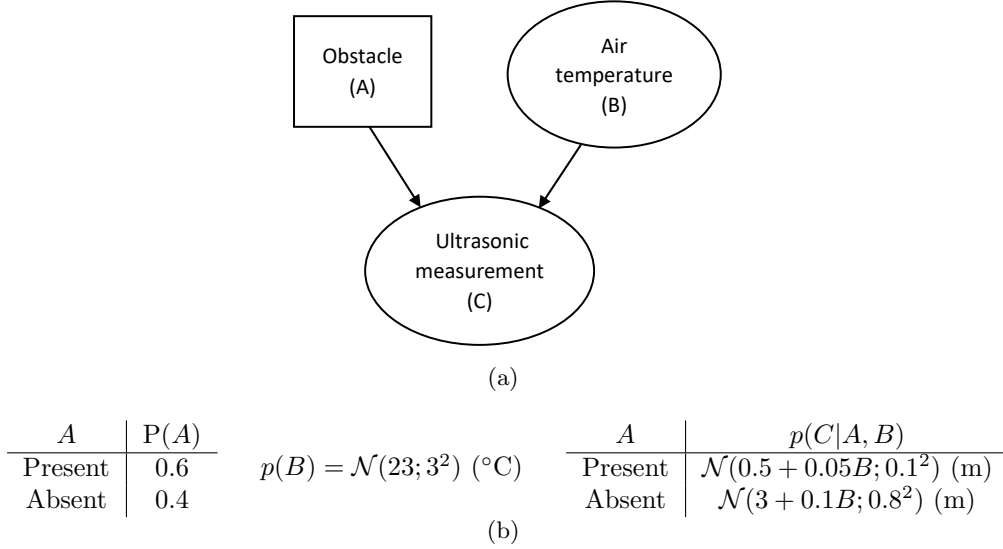 Obstacle
(A)
Air
temperature
(B)
Ultrasonic
measurement
(C)
(a)
A P(A)
Present 0.6
Absent 0.4
p(B) = 𝒩(23; 3²) (°C)
A p(C|A, B)
Present 𝒩(0.5 + 0.05B; 0.1²) (m)
Absent 𝒩(3 + 0.1B; 0.8²) (m)
(b)